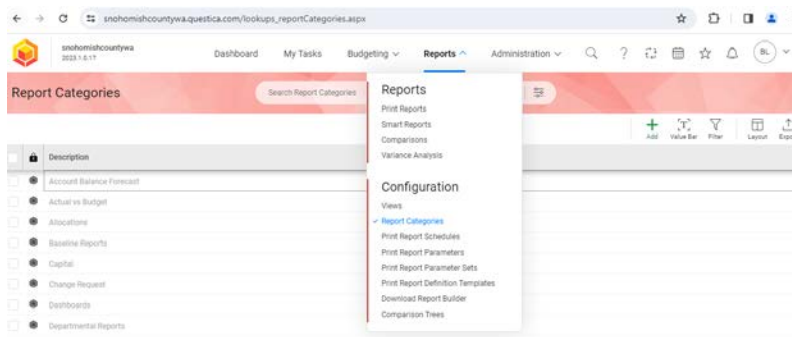 snohomishcountywa.questica.com/lookups_reportCategories.aspx
snohomishcountywa
2023.1.0.17
Dashboard My Tasks Budgeting Reports Administration ? BL
Report Categories
Search Report Categories
Add Value Bar Filter Layout Expo
Description
Account Balance Forecast
Actual vs Budget
Allocations
Baseline Reports
Capital
Change Request
Dashboards
Departmental Reports
Reports
Print Reports
Smart Reports
Comparisons
Variance Analysis
Configuration
Views
Report Categories
Print Report Schedules
Print Report Parameters
Print Report Parameter Sets
Print Report Definition Templates
Download Report Builder
Comparison Trees